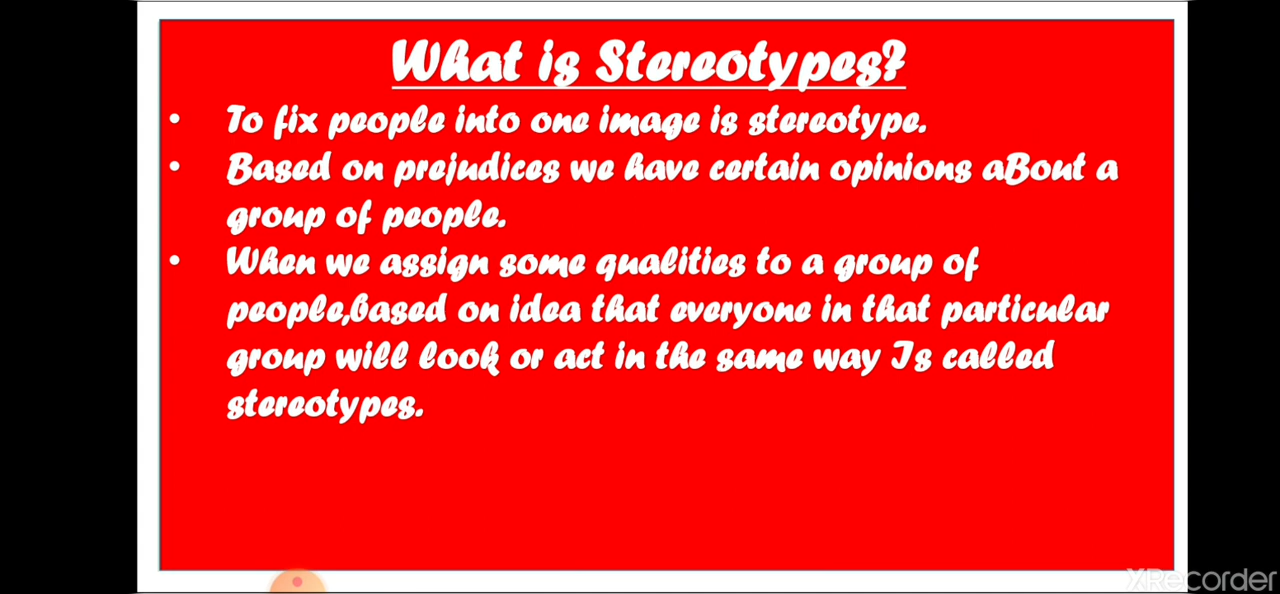 What is Stereotypes?
• To fix people into one image is stereotype.
• Based on prejudices we have certain opinions aBout a
group of people.
• When we assign some qualities to a group of
people,based on idea that everyone in that particular
group will look or act in the same way Is called
stereotypes.
XRecorder